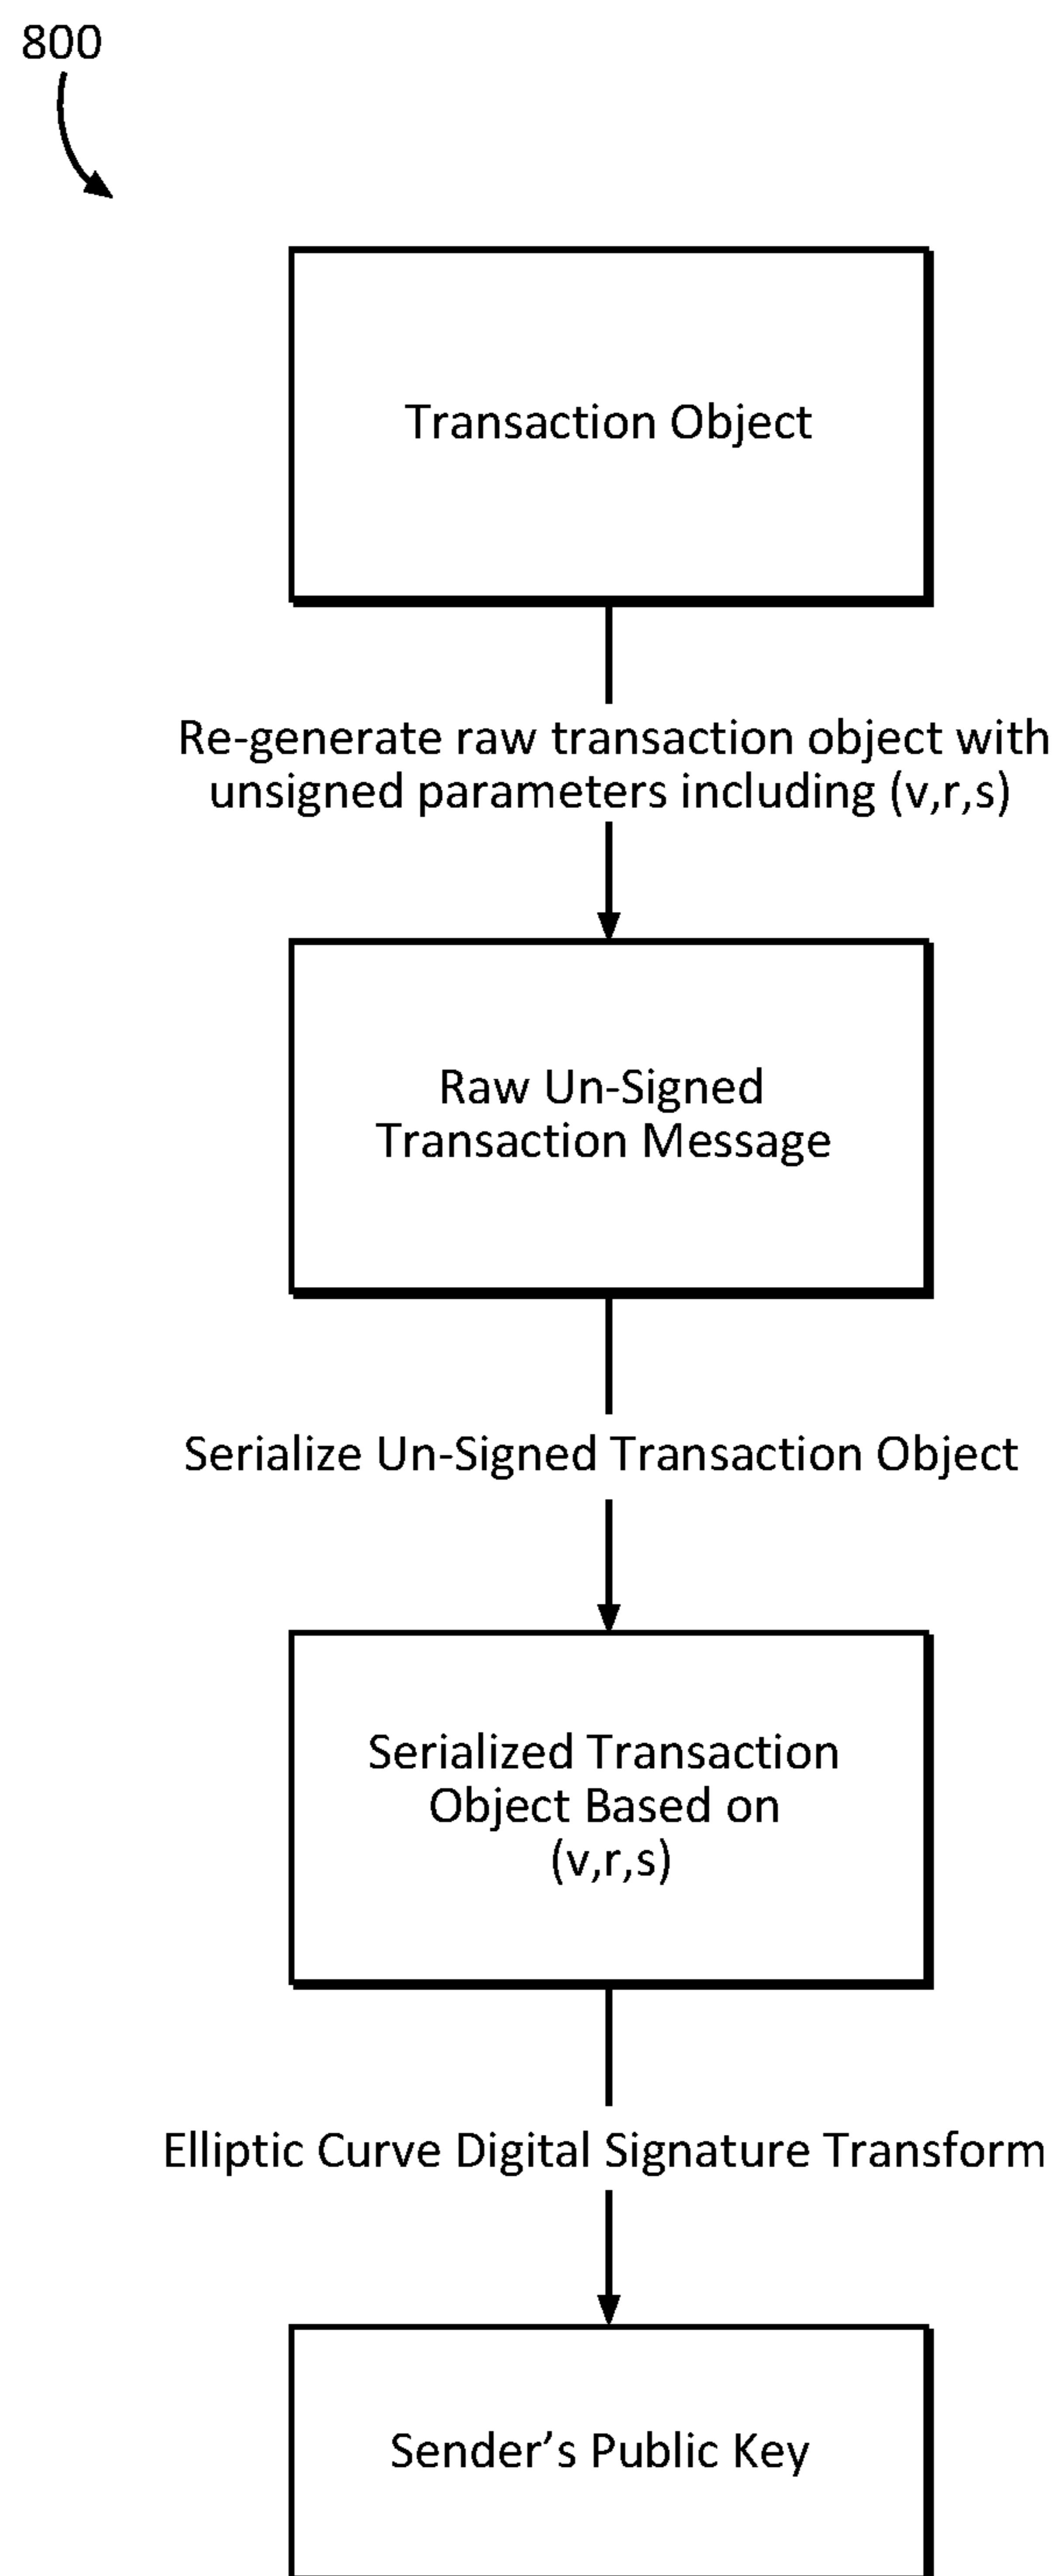 800
Transaction Object
Re-generate raw transaction object with
unsigned parameters including (v,r,s)
Raw Un-Signed
Transaction Message
Serialize Un-Signed Transaction Object
Serialized Transaction
Object Based on
(v,r,s)
Elliptic Curve Digital Signature Transform
Sender’s Public Key